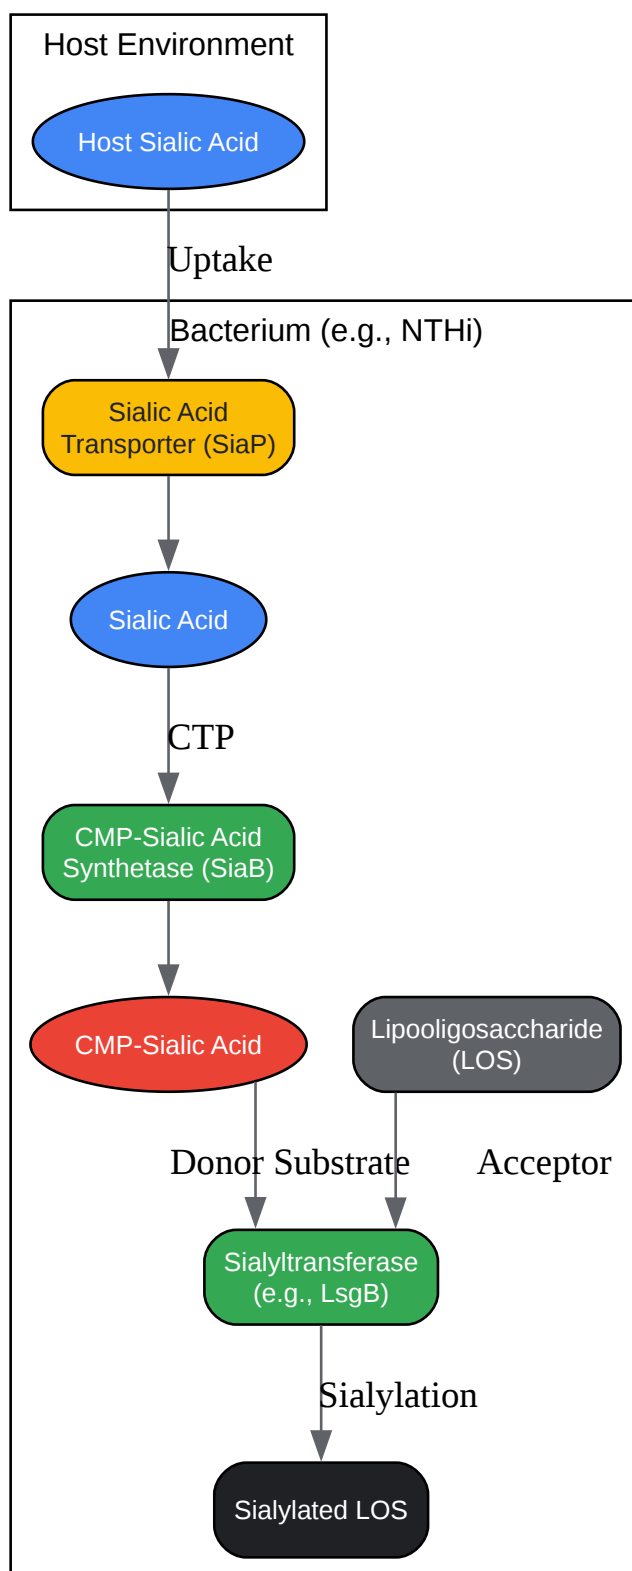 Host Environment
Host Sialic Acid
Uptake
Bacterium (e.g., NTHi)
Sialic Acid
Transporter (SiaP)
Sialic Acid
CTP
CMP-Sialic Acid
Synthetase (SiaB)
CMP-Sialic Acid
Lipooligosaccharide
(LOS)
Donor Substrate
Acceptor
Sialyltransferase
(e.g., LsgB)
Sialylation
Sialylated LOS